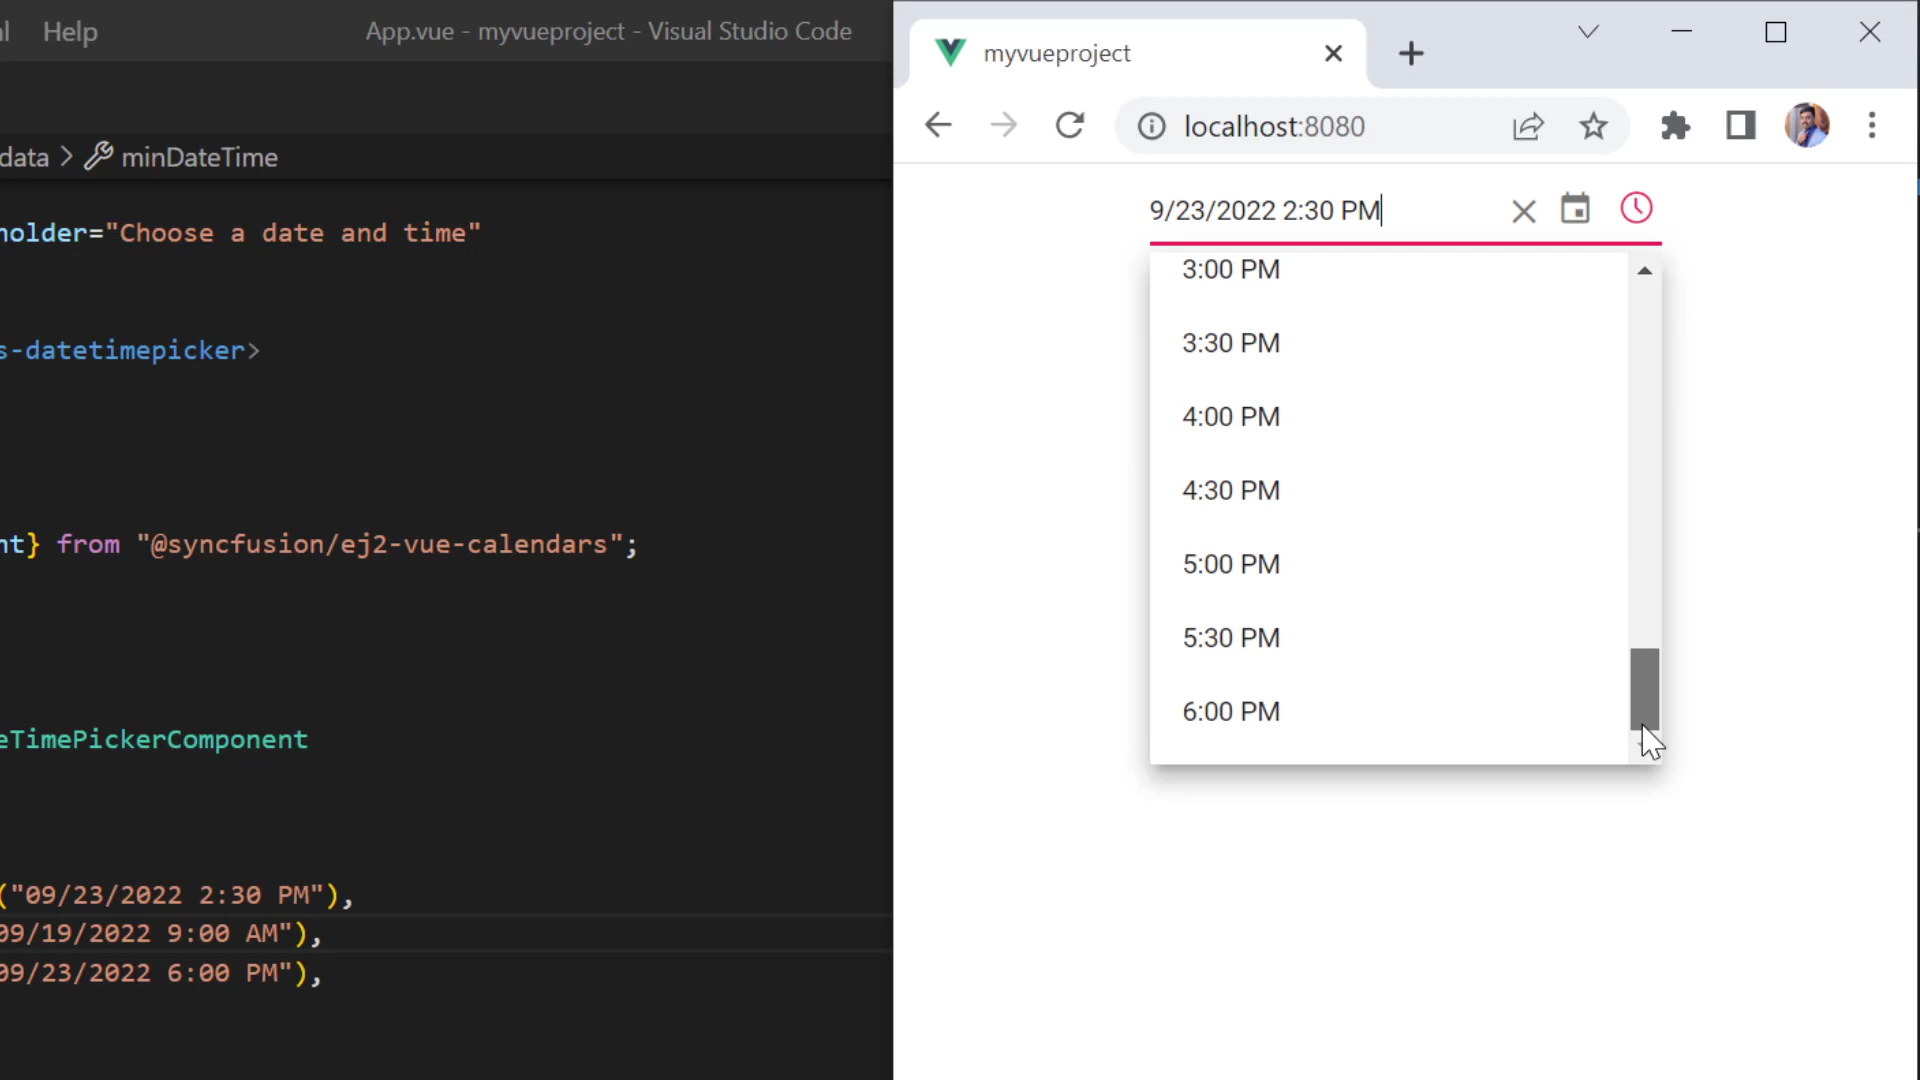 l Help App.vue - myvueproject - Visual Studio Code
data > minDateTime
holder="Choose a date and time"
s-datetimepicker>
nt} from "@syncfusion/ej2-vue-calendars";
eTimePickerComponent
("09/23/2022 2:30 PM"),
09/19/2022 9:00 AM"),
09/23/2022 6:00 PM"),
myvueproject
localhost:8080
9/23/2022 2:30 PM
3:00 PM
3:30 PM
4:00 PM
4:30 PM
5:00 PM
5:30 PM
6:00 PM